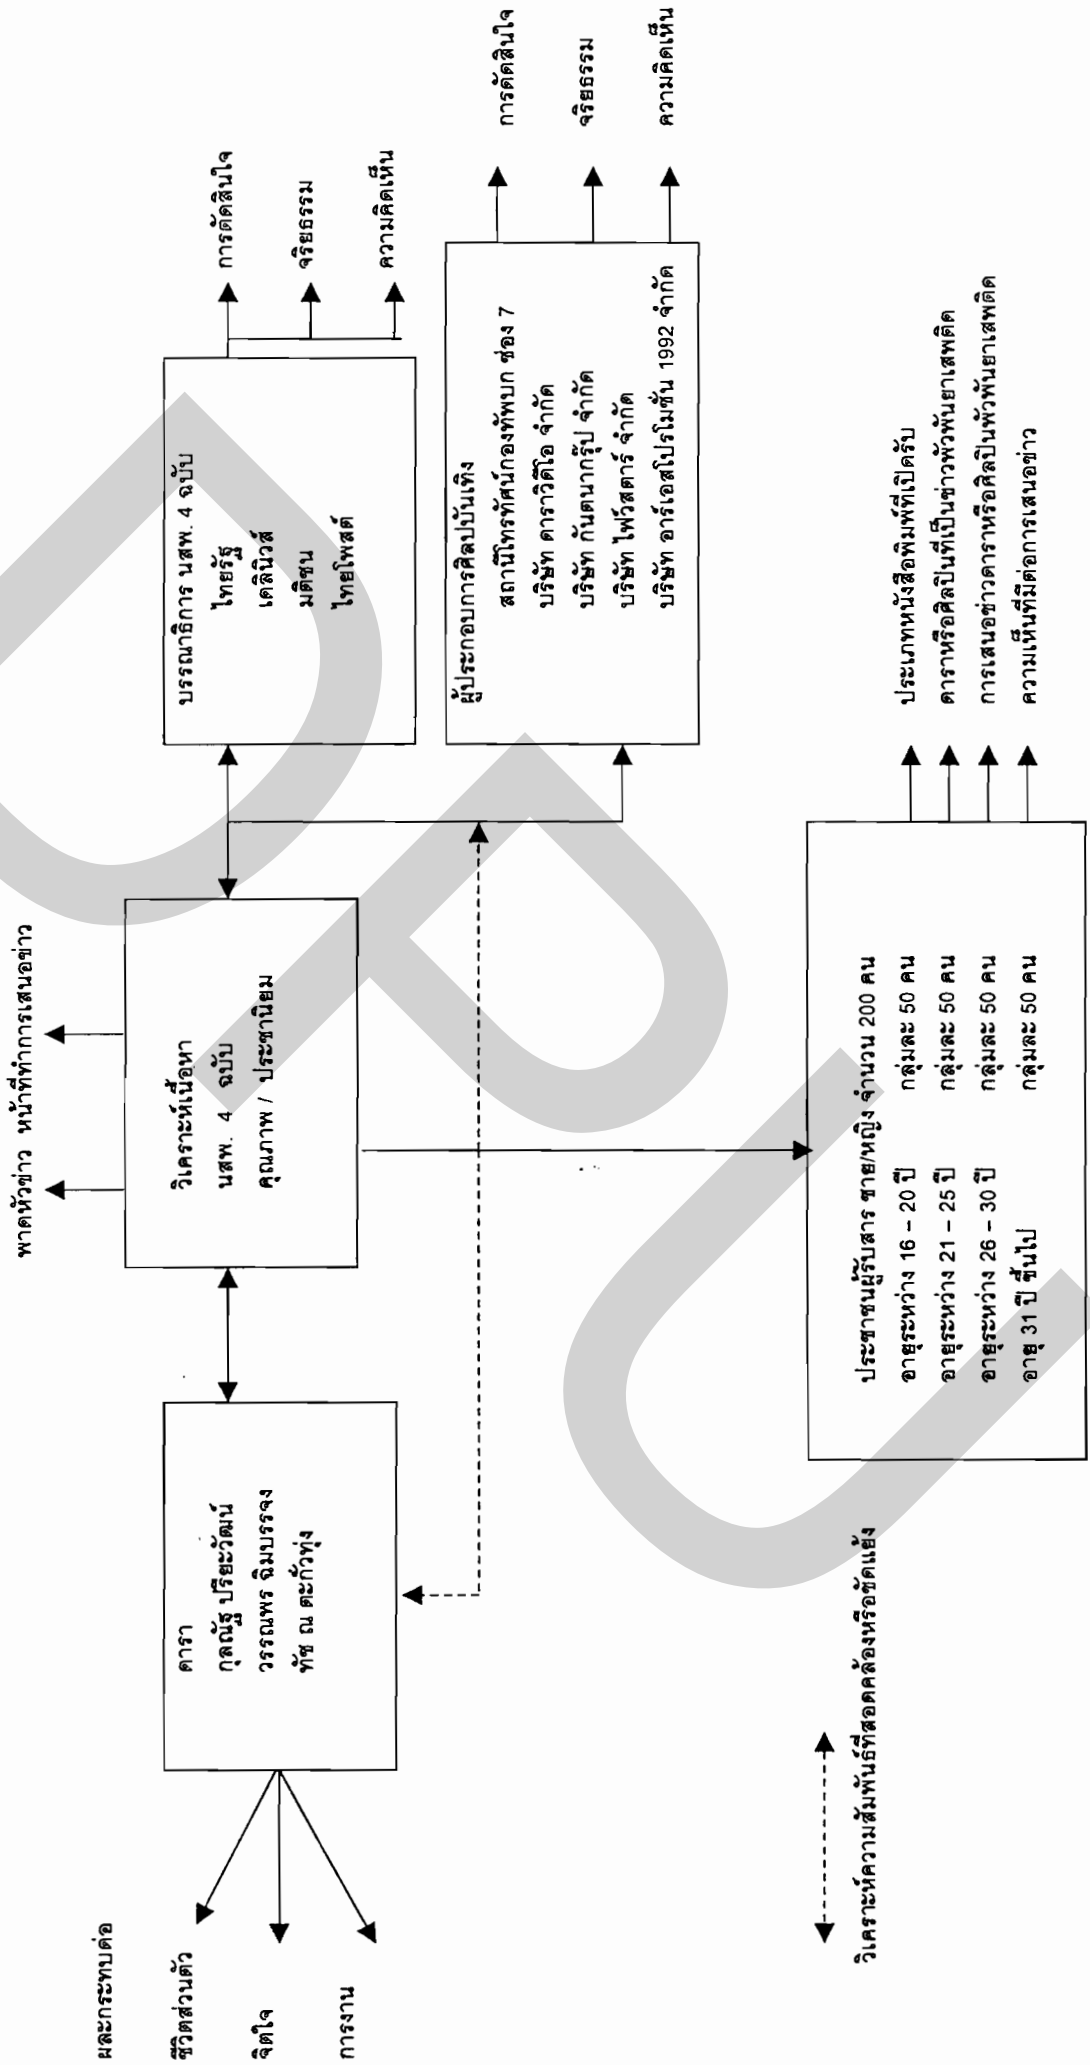 พาดหัวข่าว หน้าที่ทำการเสนอข่าว
ผละกระทบต่อ
ชีวิตส่วนตัว
จิตใจ
การงาน
ดารา
กุลณัฐ ปรียะวัฒน์
วรรณพร ฉิมบรรจง
ทัช ณ ตะกั่วทุ่ง
วิเคราะห์เนื้อหา
นสพ. 4 ฉบับ
คุณภาพ / ประชานิยม
บรรณาธิการ นสพ. 4 ฉบับ
ไทยรัฐ
เดลินิวส์
มติชน
ไทยโพสต์
การตัดสินใจ
จริยธรรม
ความคิดเห็น
ผู้ประกอบการศิลปบันเทิง
สถานีโทรทัศน์กองทัพบก ช่อง 7
บริษัท ดาราวิดีโอ จำกัด
บริษัท กันตนากรุ๊ป จำกัด
บริษัท ไฟว์สตาร์ จำกัด
บริษัท อาร์เอสโปรโมชั่น 1992 จำกัด
การตัดสินใจ
จริยธรรม
ความคิดเห็น
ประชาชนผู้รับสาร ชาย/หญิง จำนวน 200 คน
อายุระหว่าง 16 – 20 ปี กลุ่มละ 50 คน
อายุระหว่าง 21 – 25 ปี กลุ่มละ 50 คน
อายุระหว่าง 26 – 30 ปี กลุ่มละ 50 คน
อายุ 31 ปี ขึ้นไป กลุ่มละ 50 คน
ประเภทหนังสือพิมพ์ที่เปิดรับ
ดาราหรือศิลปินที่เป็นข่าวพัวพันยาเสพติด
การเสนอข่าวดาราหรือศิลปินพัวพันยาเสพติด
ความเห็นที่มีต่อการเสนอข่าว
วิเคราะห์ความสัมพันธ์ที่สอดคล้องหรือขัดแย้ง
DPU